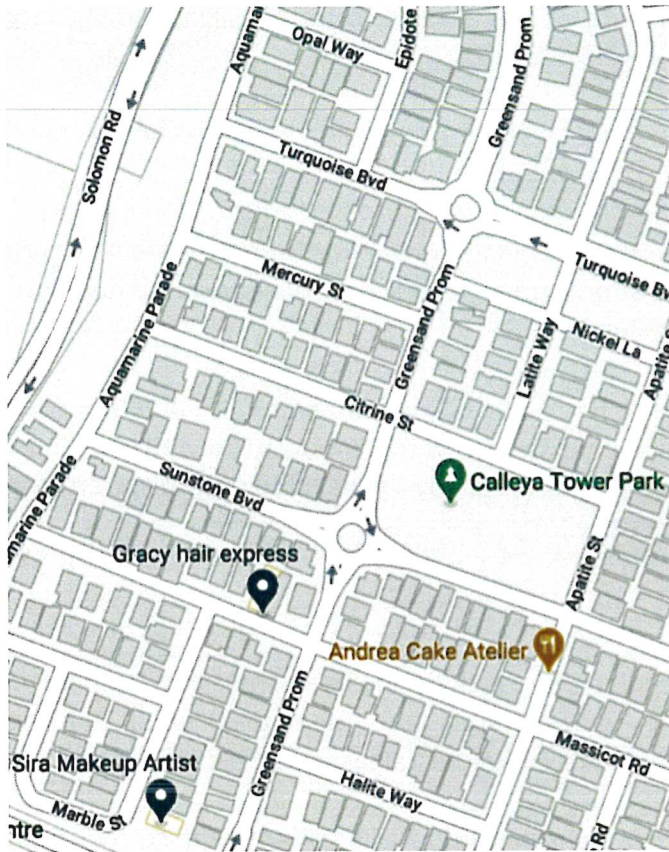 Opal Way
Aquamari
Epidote
Greensand Prom
Solomon Rd
Turquoise Bvd
Aquamarine Parade
Mercury St
Greensand Prom
Turquoise Bv
Nickel La
Latite Way
Apatite
Citrine St
Sunstone Bvd
Calleya Tower Park
amarine Parade
Gracy hair express
Apatite St
Andrea Cake Atelier
Greensand Prom
Massicot Rd
Sira Makeup Artist
Halite Way
Marble St
ntre
Rd